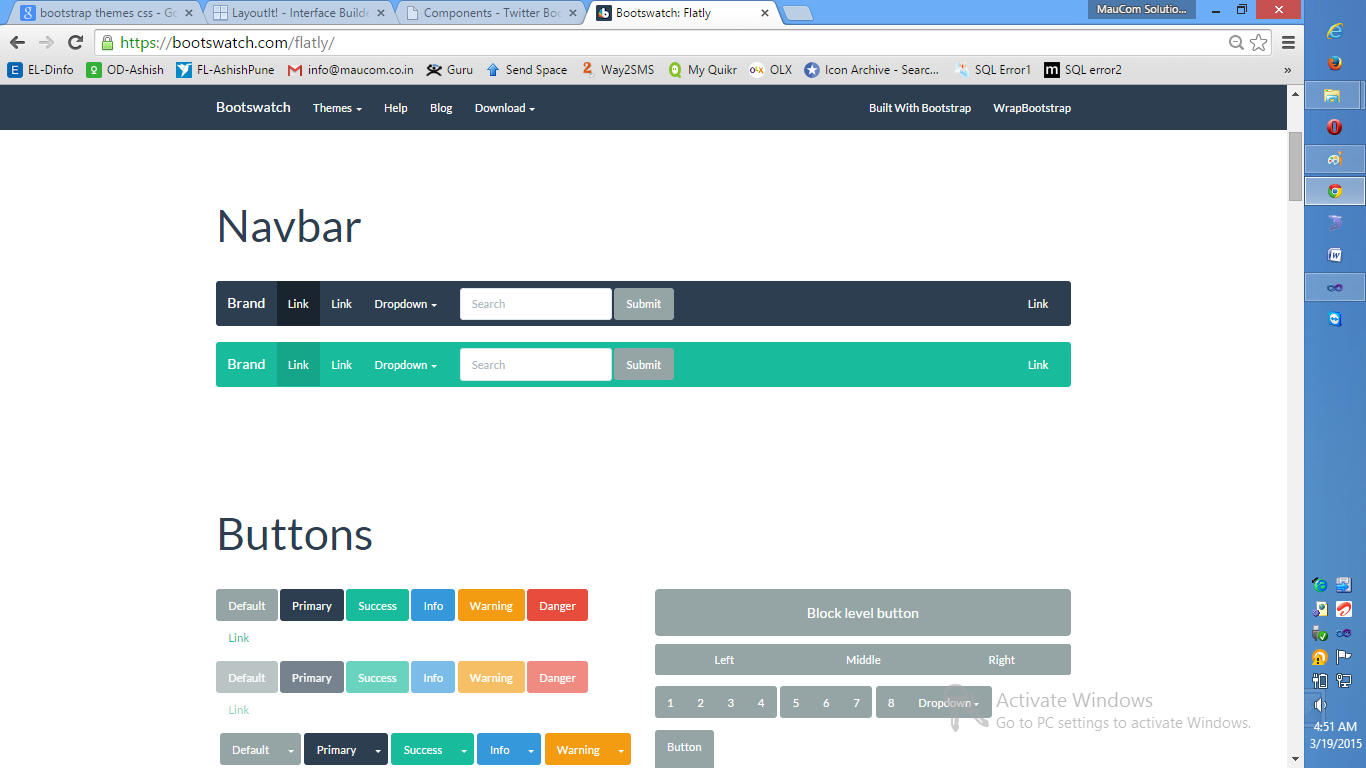 bootstrap themes css - Go
LayoutIt! - Interface Builde
Components - Twitter Boo
Bootswatch: Flatly
MauCom Solutio...
https://bootswatch.com/flatly/
EL-Dinfo OD-Ashish FL-AshishPune info@maucom.co.in Guru Send Space Way2SMS My Quikr OLX Icon Archive - Searc... SQL Error1 SQL error2 »
Bootswatch Themes Help Blog Download Built With Bootstrap WrapBootstrap
Navbar
Brand Link Link Dropdown Search Submit Link
Brand Link Link Dropdown Search Submit Link
Buttons
Default Primary Success Info Warning Danger
Link
Default Primary Success Info Warning Danger
Link
Default Primary Success Info Warning
Block level button
Left Middle Right
1 2 3 4 5 6 7 8 Dropdown
Button
Activate Windows
Go to PC settings to activate Windows.
4:51 AM
3/19/2015